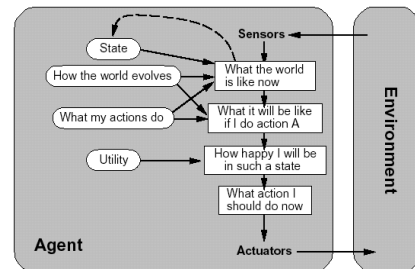 Sensors
State
What the world
is like now
How the world evolves
What it will be like
if I do action A
What my actions do
How happy I will be
in such a state
Utility
What action I
should do now
Agent
Actuators
Environment